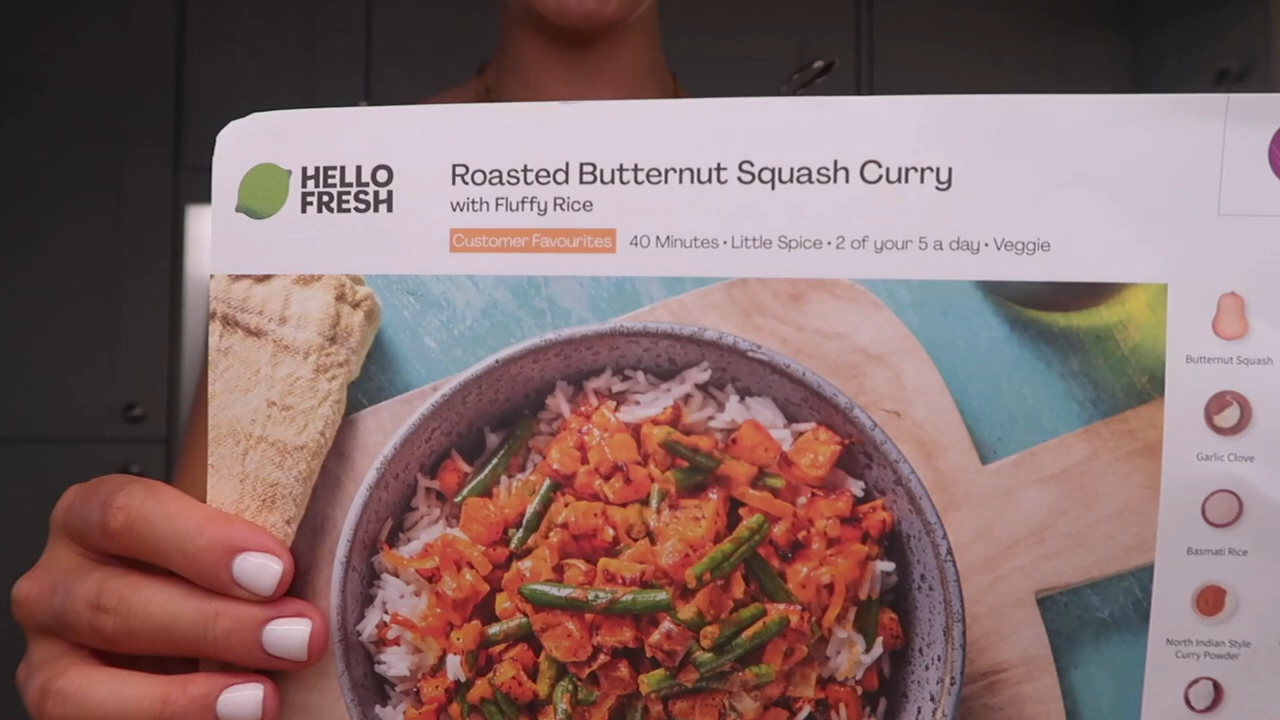 HELLO
FRESH
Roasted Butternut Squash Curry
with Fluffy Rice
Customer Favourites 40 Minutes • Little Spice • 2 of your 5 a day • Veggie
Butternut Squash
Garlic Clove
Basmati Rice
North Indian Style
Curry Powder